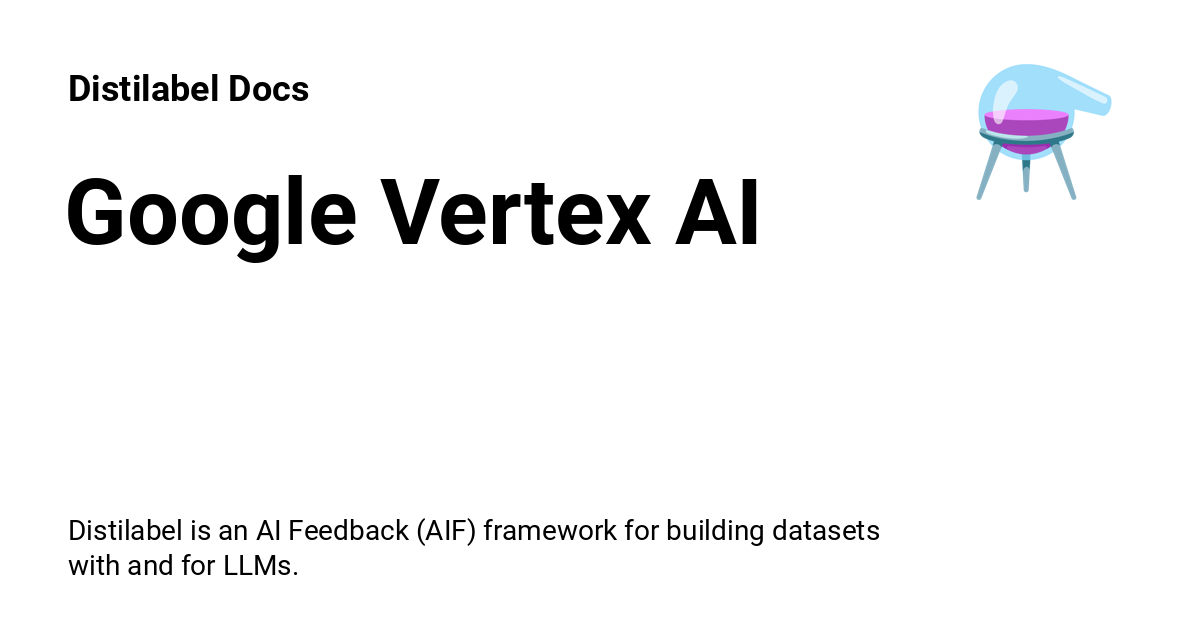 Distilabel Docs
Google Vertex AI
Distilabel is an AI Feedback (AIF) framework for building datasets
with and for LLMs.